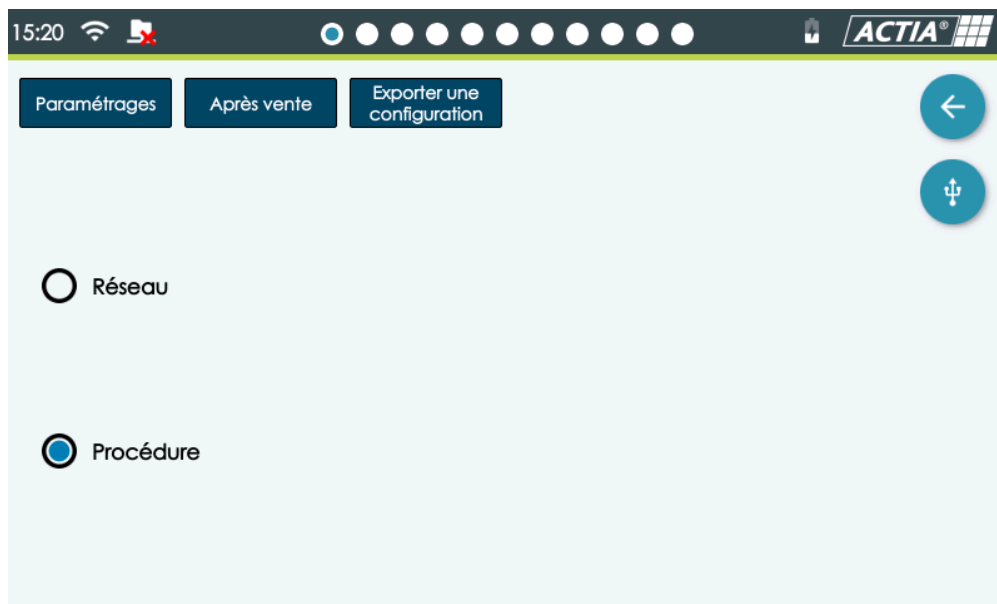 15:20
ACTIA®
Paramétrages
Après vente
Exporter une
configuration
Réseau
Procédure